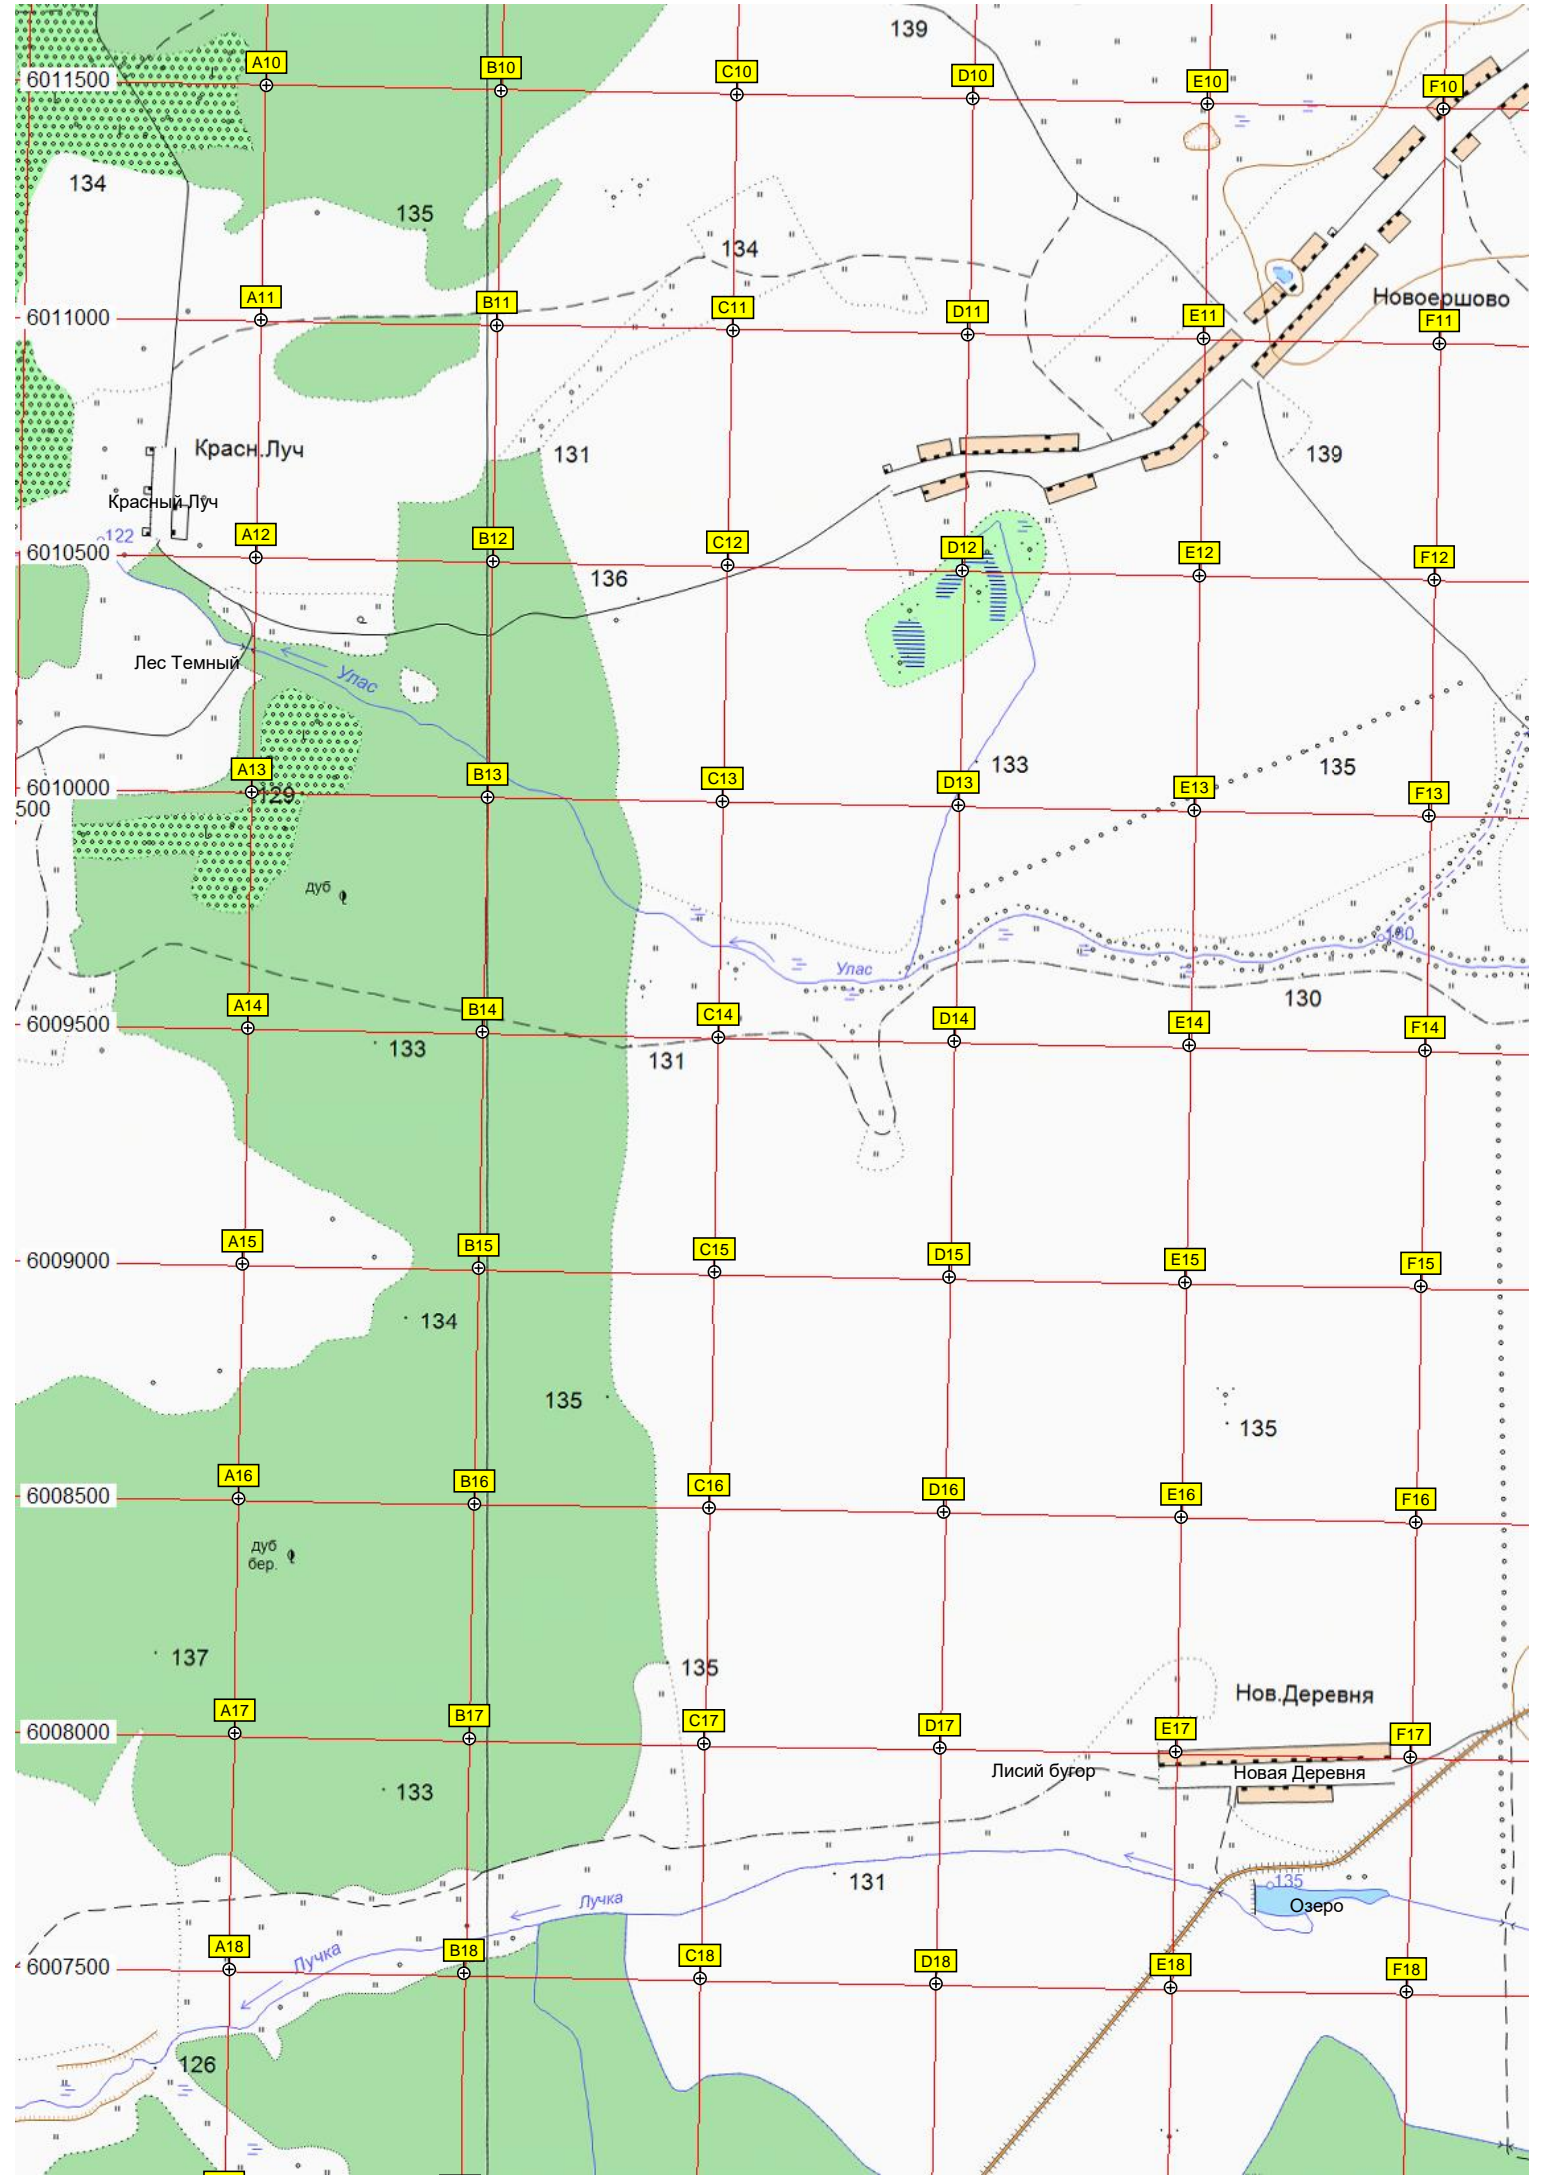 139
A10
B10
C10
D10
E10
F10
6011500
134
135
134
Новоершово
A11
B11
C11
D11
E11
F11
6011000
Красн.Луч
131
139
Красный Луч
122
A12
B12
C12
D12
E12
F12
6010500
136
Лес Темный
Улас
133
135
A13
B13
C13
D13
E13
F13
6010000
129
500
дуб
180
Улас
130
A14
B14
C14
D14
E14
F14
6009500
133
131
A15
B15
C15
D15
E15
F15
6009000
134
135
135
A16
B16
C16
D16
E16
F16
6008500
дуб
бер.
137
135
Нов.Деревня
A17
B17
C17
D17
E17
F17
6008000
Лисий бугор
Новая Деревня
133
131
135
Озеро
Лучка
Лучка
A18
B18
C18
D18
E18
F18
6007500
126